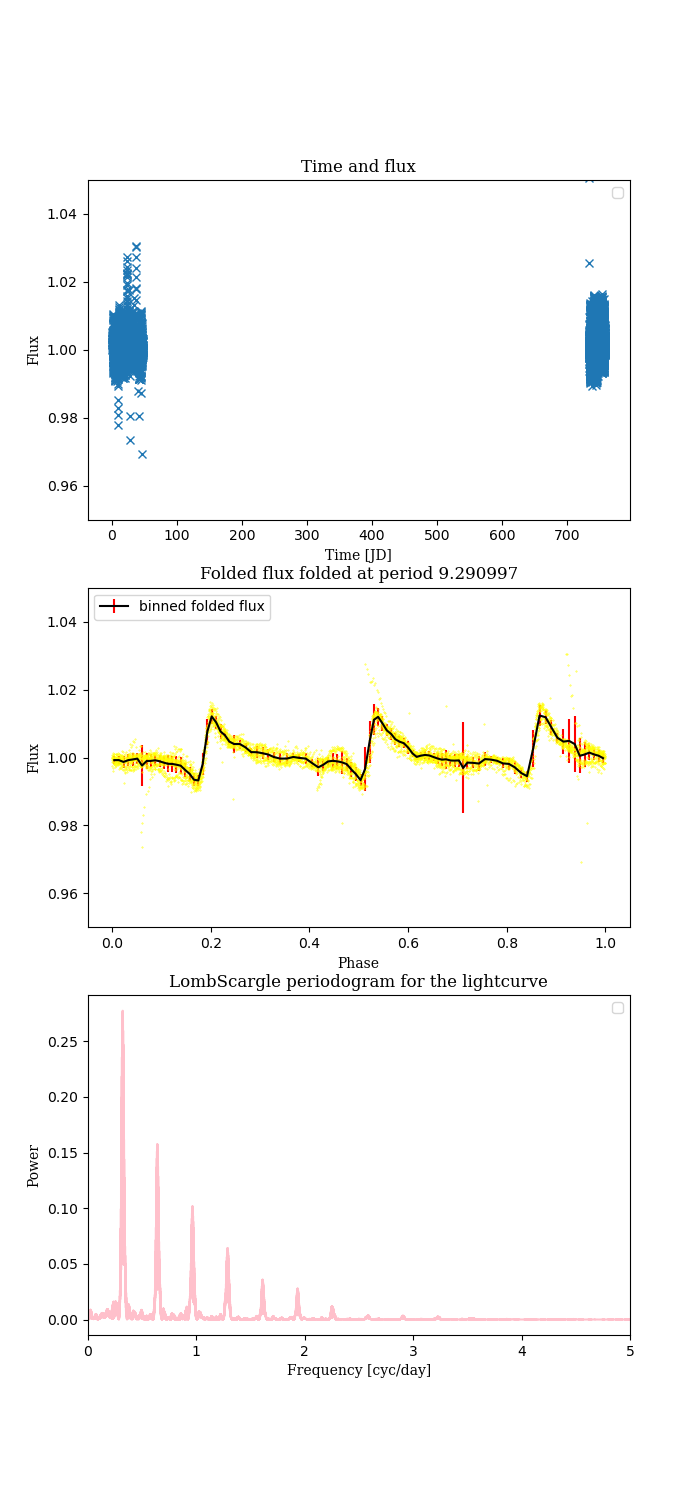 Time and flux
1.04
1.02
1.00
0.98
0.96
Flux
0 100 200 300 400 500 600 700
Time [JD]
Folded flux folded at period 9.290997
binned folded flux
1.04
1.02
1.00
0.98
0.96
Flux
0.0 0.2 0.4 0.6 0.8 1.0
Phase
LombScargle periodogram for the lightcurve
0.25
0.20
0.15
0.10
0.05
0.00
Power
0 1 2 3 4 5
Frequency [cyc/day]